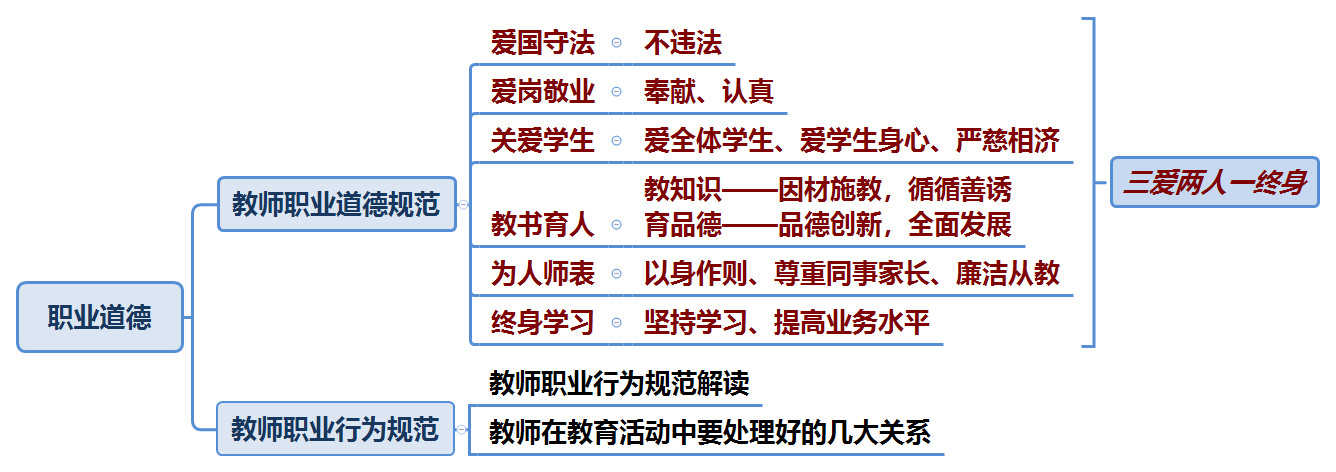 爱国守法 不违法
爱岗敬业 奉献、认真
关爱学生 爱全体学生、爱学生身心、严慈相济
三爱两人一终身
教知识——因材施教，循循善诱
教师职业道德规范
教书育人 育品德——品德创新，全面发展
为人师表 以身作则、尊重同事家长、廉洁从教
职业道德
终身学习 坚持学习、提高业务水平
教师职业行为规范解读
教师职业行为规范
教师在教育活动中要处理好的几大关系